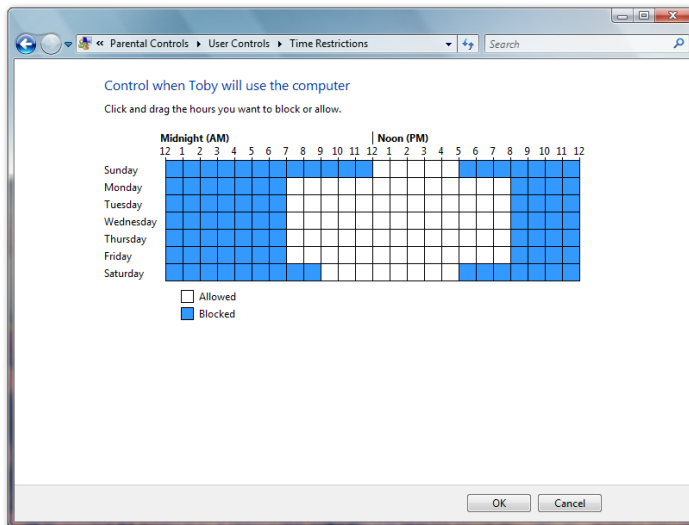 « Parental Controls ▸ User Controls ▸ Time Restrictions
Search
Control when Toby will use the computer
Click and drag the hours you want to block or allow.
Midnight (AM) Noon (PM)
12 1 2 3 4 5 6 7 8 9 10 11 12 1 2 3 4 5 6 7 8 9 10 11 12
Sunday
Monday
Tuesday
Wednesday
Thursday
Friday
Saturday
Allowed
Blocked
OK Cancel